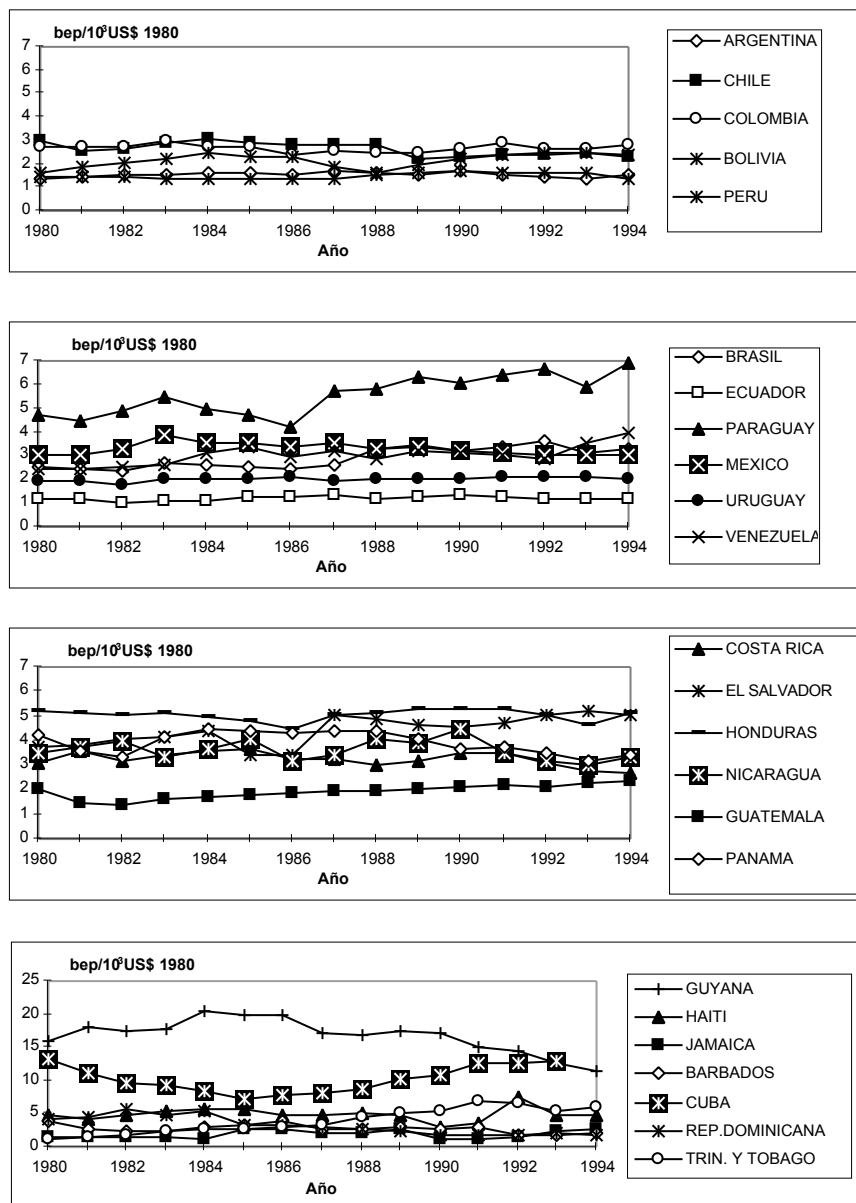 bep/10³US$ 1980
7
6
5
4
3
2
1
0
1980 1982 1984 1986 1988 1990 1992 1994
Año
ARGENTINA
CHILE
COLOMBIA
BOLIVIA
PERU
bep/10³US$ 1980
7
6
5
4
3
2
1
0
1980 1982 1984 1986 1988 1990 1992 1994
Año
BRASIL
ECUADOR
PARAGUAY
MEXICO
URUGUAY
VENEZUELA
bep/10³US$ 1980
7
6
5
4
3
2
1
0
1980 1982 1984 1986 1988 1990 1992 1994
Año
COSTA RICA
EL SALVADOR
HONDURAS
NICARAGUA
GUATEMALA
PANAMA
bep/10³US$ 1980
25
20
15
10
5
0
1980 1982 1984 1986 1988 1990 1992 1994
Año
GUYANA
HAITI
JAMAICA
BARBADOS
CUBA
REP.DOMINICANA
TRIN. Y TOBAGO